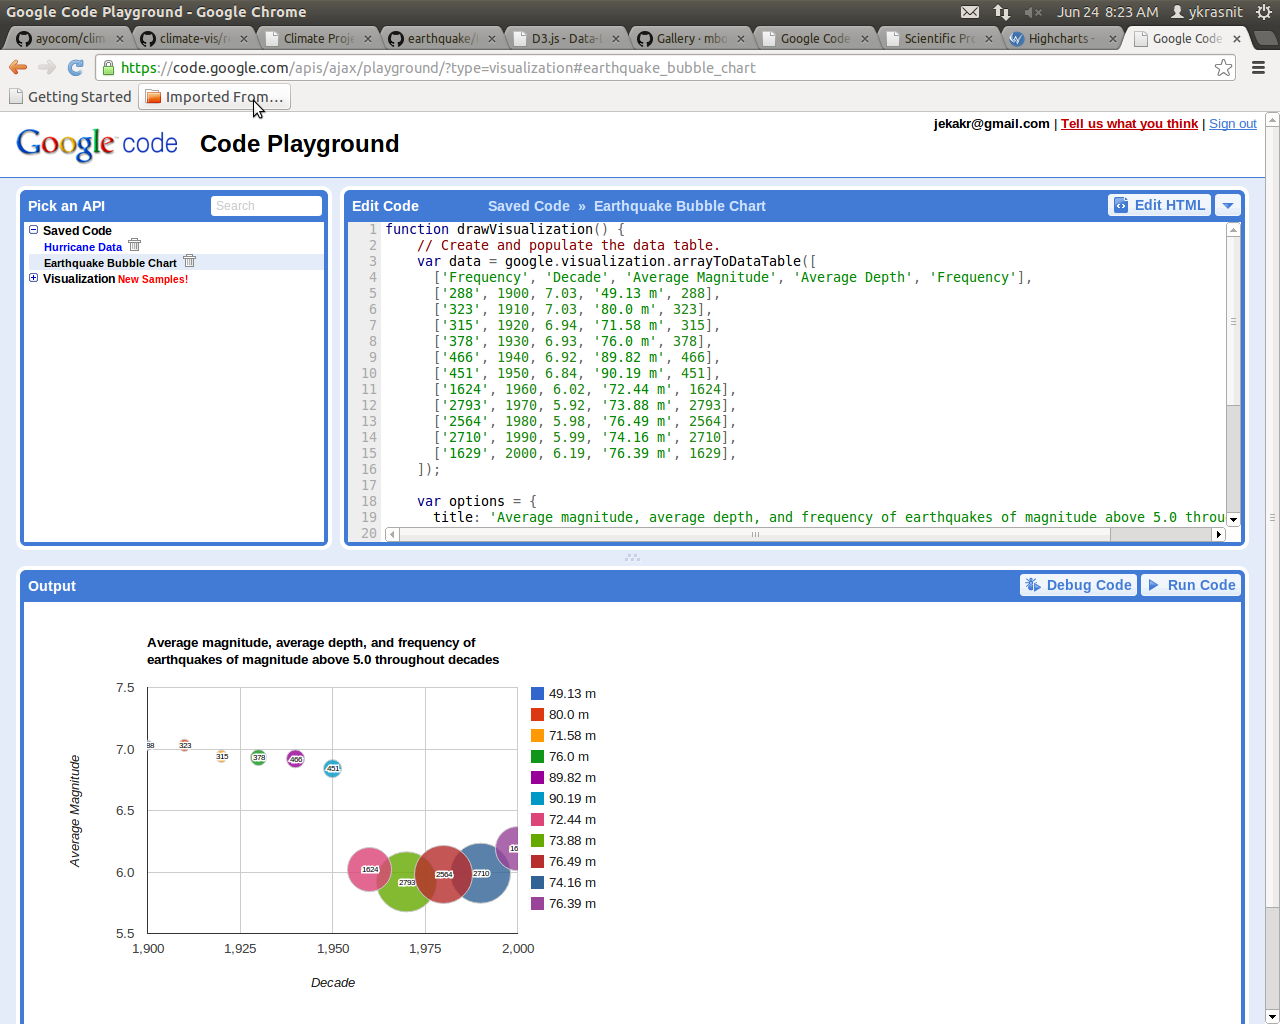 Google Code Playground - Google Chrome
Jun 24 8:23 AM ykrasnit
ayocom/clim
climate-vis/r
Climate Proj
earthquake/
D3.js - Data-
Gallery · mbo
Google Code
Scientific Pr
Highcharts -
Google Code
https://code.google.com/apis/ajax/playground/?type=visualization#earthquake_bubble_chart
Getting Started
Imported From...
jekakr@gmail.com | Tell us what you think | Sign out
Google code Code Playground
Pick an API
Search
Saved Code
Hurricane Data
Earthquake Bubble Chart
Visualization New Samples!
Edit Code
Saved Code » Earthquake Bubble Chart
Edit HTML
1 function drawVisualization() {
2 // Create and populate the data table.
3 var data = google.visualization.arrayToDataTable([
4 ['Frequency', 'Decade', 'Average Magnitude', 'Average Depth', 'Frequency'],
5 ['288', 1900, 7.03, '49.13 m', 288],
6 ['323', 1910, 7.03, '80.0 m', 323],
7 ['315', 1920, 6.94, '71.58 m', 315],
8 ['378', 1930, 6.93, '76.0 m', 378],
9 ['466', 1940, 6.92, '89.82 m', 466],
10 ['451', 1950, 6.84, '90.19 m', 451],
11 ['1624', 1960, 6.02, '72.44 m', 1624],
12 ['2793', 1970, 5.92, '73.88 m', 2793],
13 ['2564', 1980, 5.98, '76.49 m', 2564],
14 ['2710', 1990, 5.99, '74.16 m', 2710],
15 ['1629', 2000, 6.19, '76.39 m', 1629],
16 ]);
17
18 var options = {
19 title: 'Average magnitude, average depth, and frequency of earthquakes of magnitude above 5.0 throu
20
Output
Debug Code
Run Code
Average magnitude, average depth, and frequency of
earthquakes of magnitude above 5.0 throughout decades
7.5
7.0
6.5
6.0
5.5
Average Magnitude
88
323
315
378
466
451
1624
2793
2564
2710
16
1,900
1,925
1,950
1,975
2,000
Decade
49.13 m
80.0 m
71.58 m
76.0 m
89.82 m
90.19 m
72.44 m
73.88 m
76.49 m
74.16 m
76.39 m